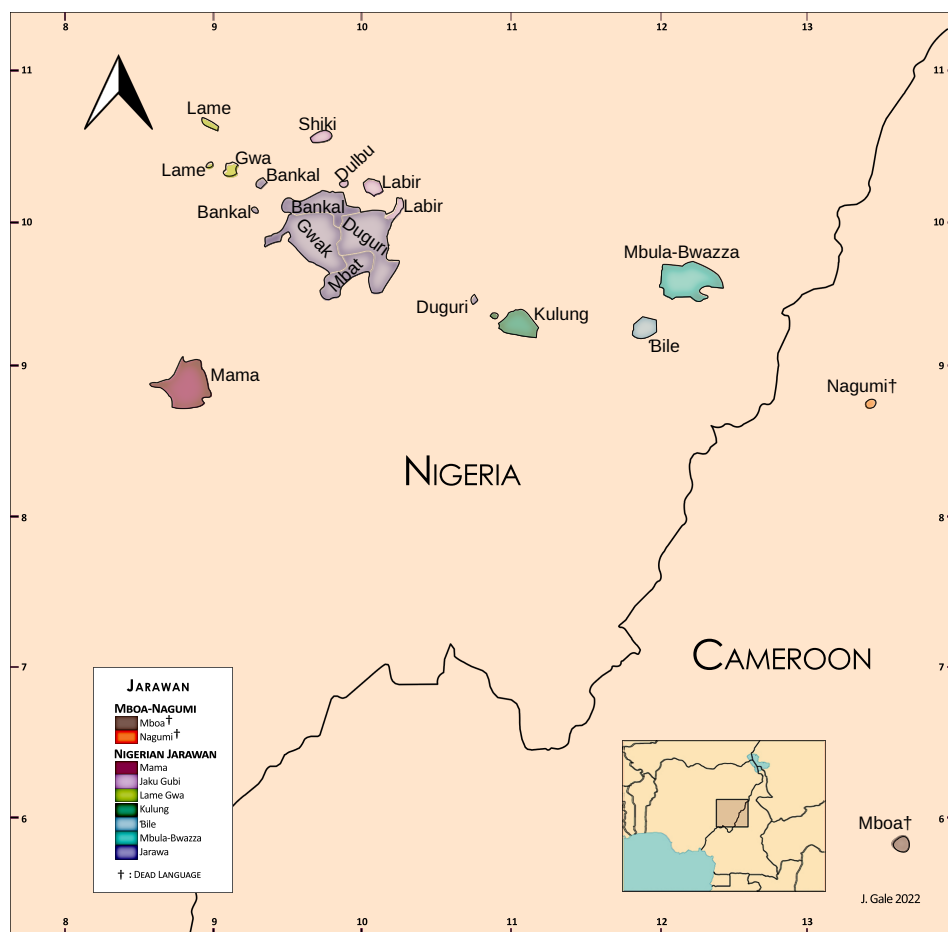 8 9 10 11 12 13
11 11
Lame
Shiki
Lame
Gwa
Dulbu
Bankal
Labir
Bankal
Bankal
Labir
10 10
Gwak
Duguri
Mbat
Mbula-Bwazza
Duguri
Kulung
Ɓile
9 9
Mama
Nagumi†
NIGERIA
8 8
CAMEROON
7 7
JARAWAN
MBOA-NAGUMI
Mboa†
Nagumi†
NIGERIAN JARAWAN
Mama
Jaku Gubi
Lame Gwa
Kulung
Ɓile
Mbula-Bwazza
Jarawa
† : DEAD LANGUAGE
6 6
Mboa†
J. Gale 2022
8 9 10 11 12 13